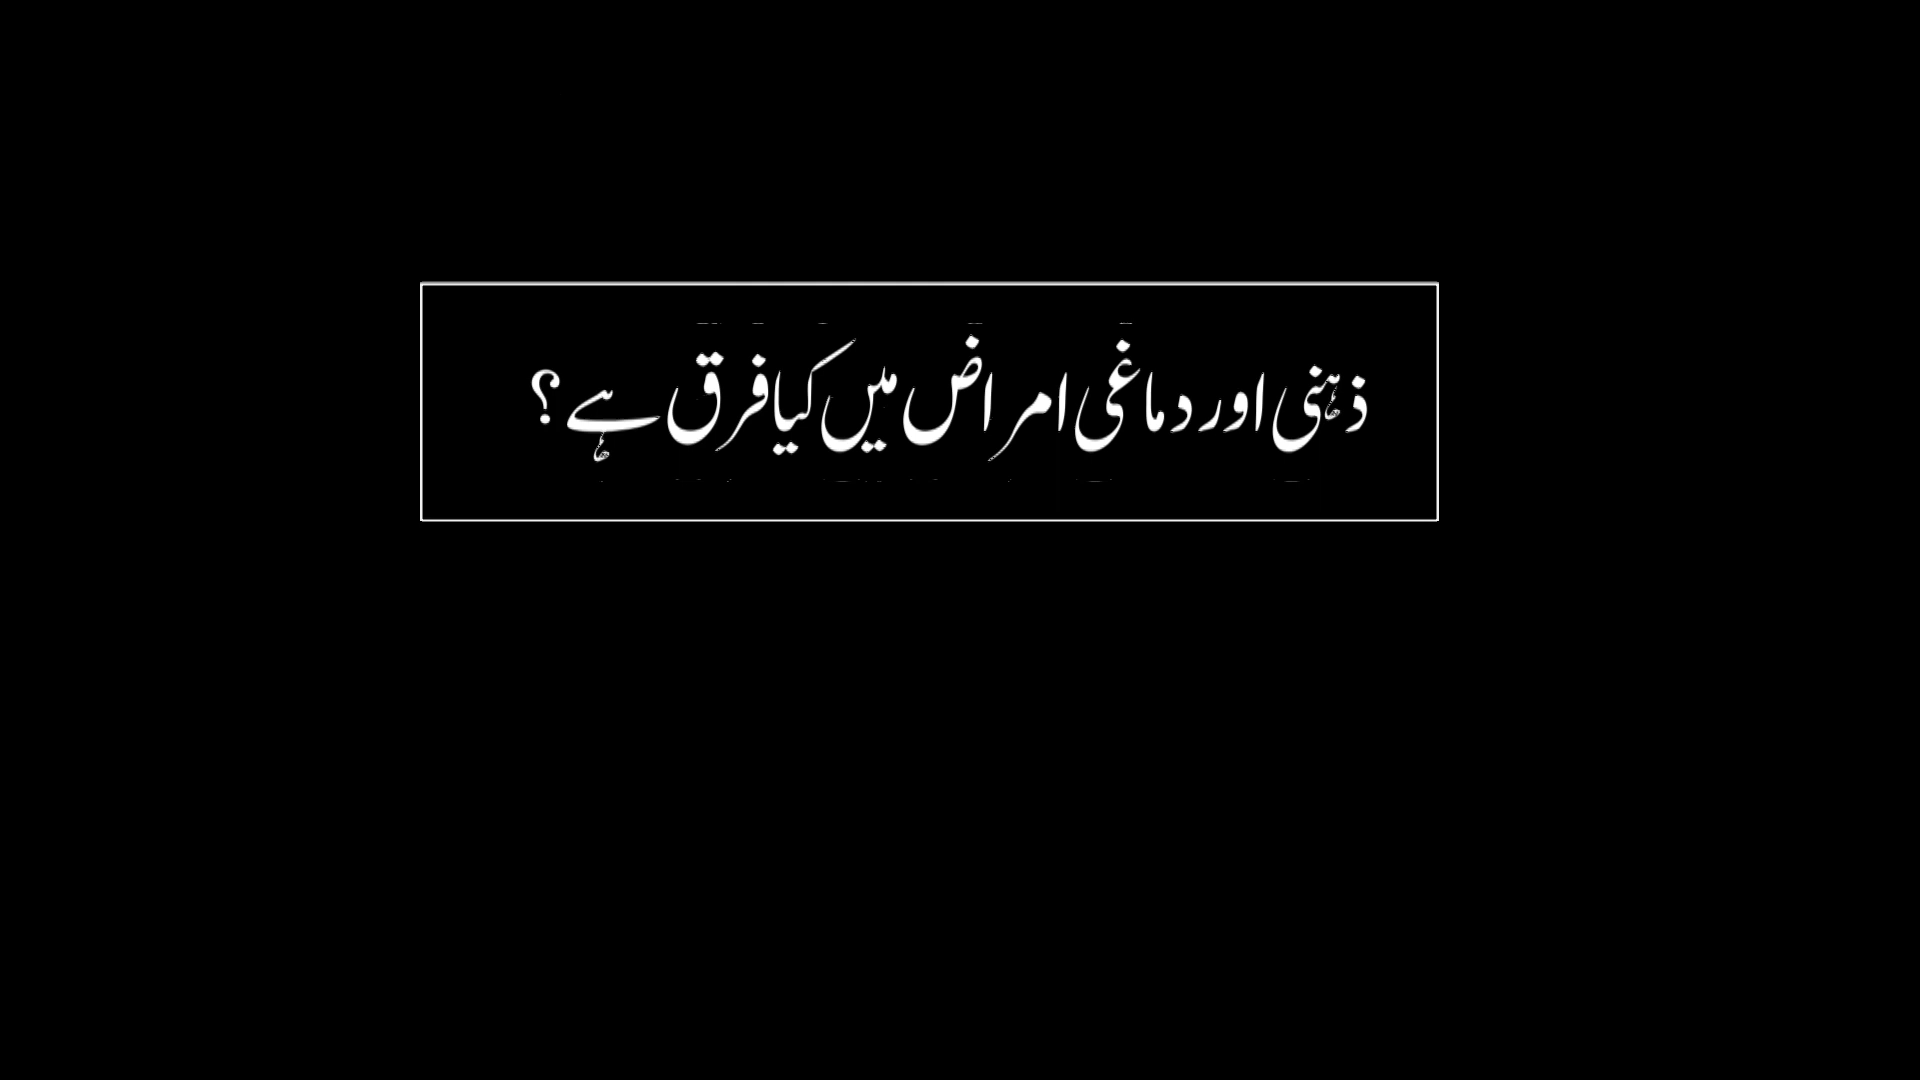 ذہنی اور دماغی امراض میں کیا فرق ہے؟